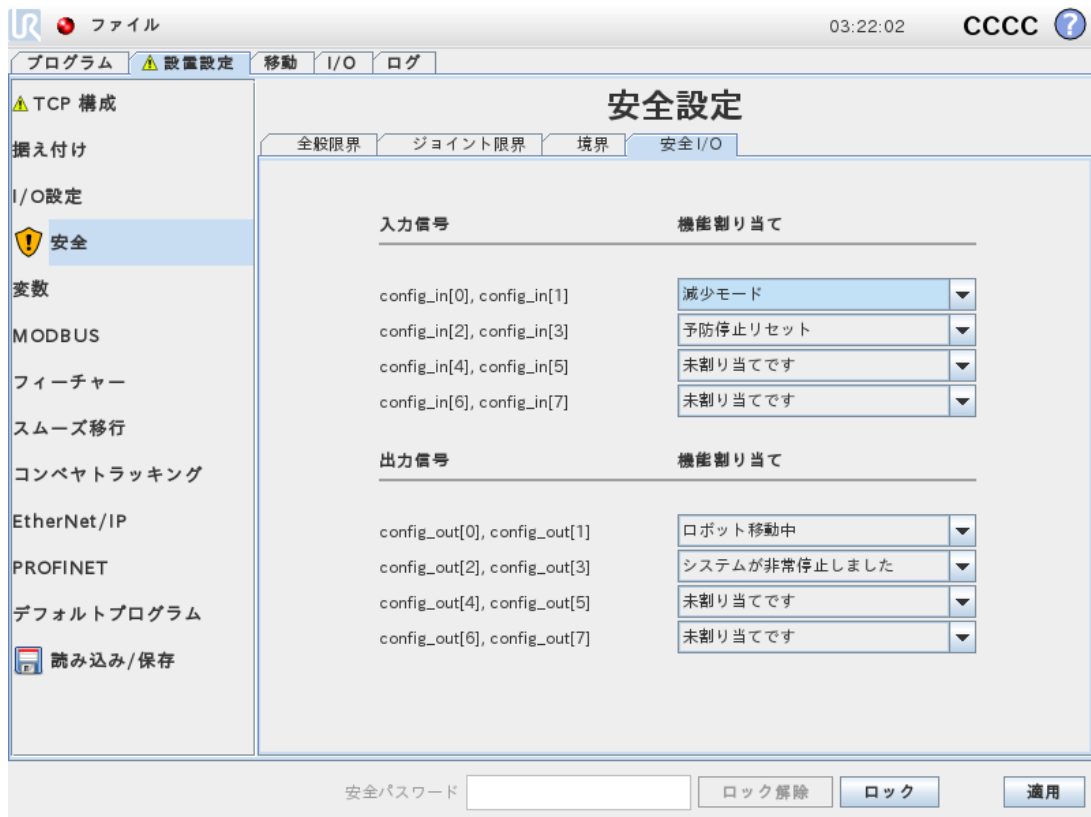 UR ファイル 03:22:02 CCCC ?
プログラム 設置設定 移動 I/O ログ
TCP 構成
据え付け
I/O設定
安全
変数
MODBUS
フィーチャー
スムーズ移行
コンベヤトラッキング
EtherNet/IP
PROFINET
デフォルトプログラム
読み込み/保存
安全設定
全般限界 ジョイント限界 境界 安全I/O
入力信号 機能割り当て
config_in[0], config_in[1] 減少モード
config_in[2], config_in[3] 予防停止リセット
config_in[4], config_in[5] 未割り当てです
config_in[6], config_in[7] 未割り当てです
出力信号 機能割り当て
config_out[0], config_out[1] ロボット移動中
config_out[2], config_out[3] システムが非常停止しました
config_out[4], config_out[5] 未割り当てです
config_out[6], config_out[7] 未割り当てです
安全パスワード ロック解除 ロック 適用